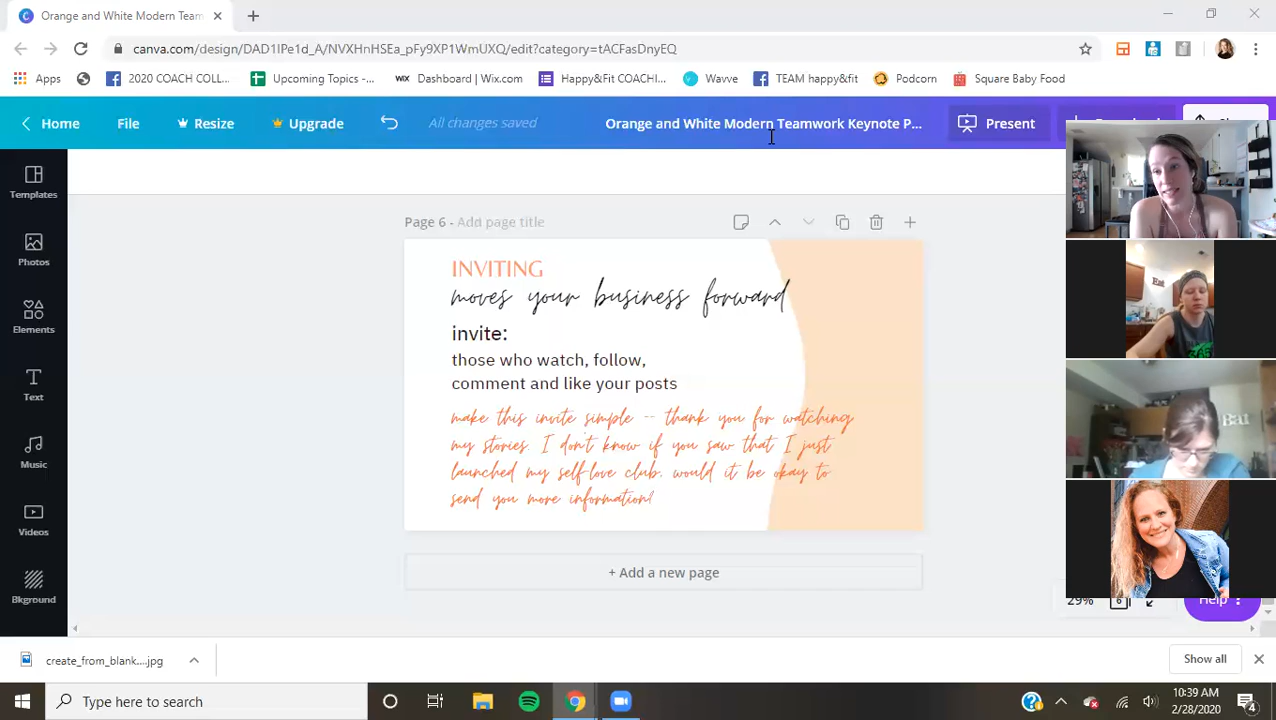 Orange and White Modern Team
canva.com/design/DAD1IPe1d_A/NVXHnHSEa_pFy9XP1WmUXQ/edit?category=tACFasDnyEQ
Apps
2020 COACH COLL...
Upcoming Topics -...
WIX Dashboard | Wix.com
Happy&Fit COACHI...
Wavve
TEAM happy&fit
Podcorn
Square Baby Food
Home
File
Resize
Upgrade
All changes saved
Orange and White Modern Teamwork Keynote P...
Present
Templates
Photos
Elements
Text
Music
Videos
Bkground
Page 6 - Add page title
INVITING
moves your business forward
invite:
those who watch, follow,
comment and like your posts
make this invite simple -- thank you for watching
my stories. I don't know if you saw that I just
launched my self-love club. would it be okay to
send you more information?
+ Add a new page
29%
6
Help
Eat
Eat
create_from_blank....jpg
Show all
Type here to search
10:39 AM
2/28/2020
4